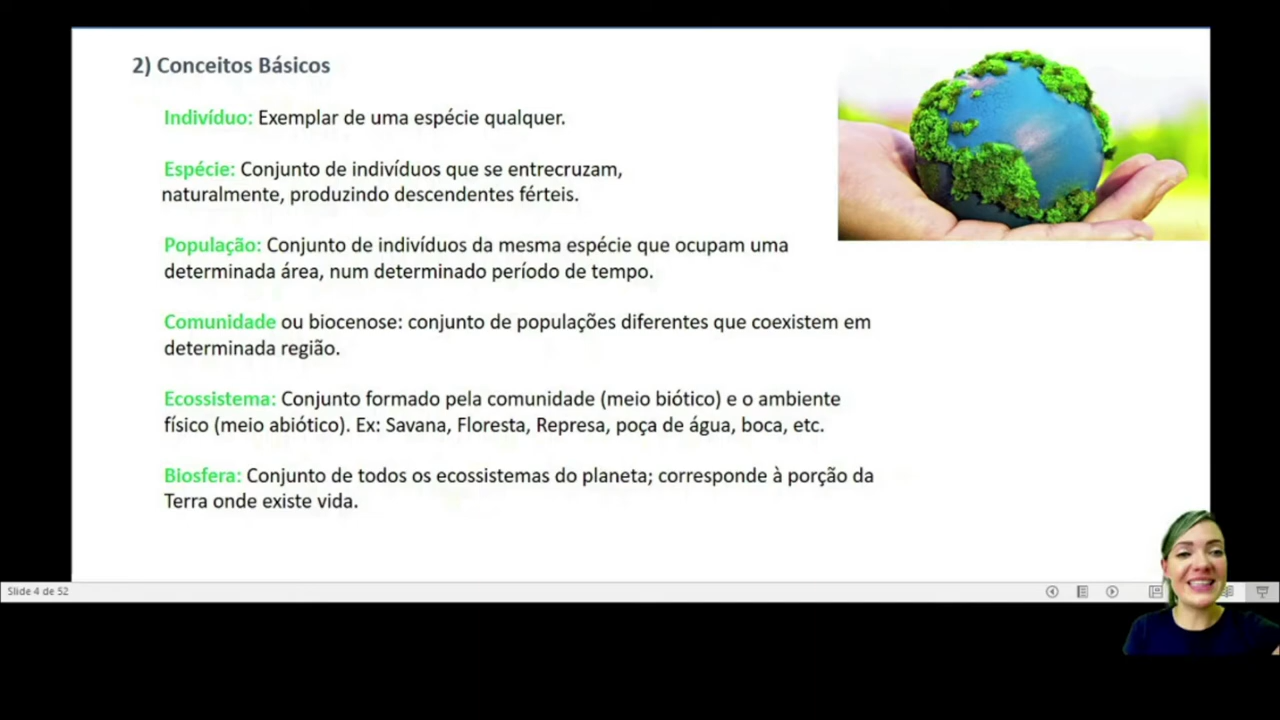 2) Conceitos Básicos
Indivíduo: Exemplar de uma espécie qualquer.
Espécie: Conjunto de indivíduos que se entrecruzam,
naturalmente, produzindo descendentes férteis.
População: Conjunto de indivíduos da mesma espécie que ocupam uma
determinada área, num determinado período de tempo.
Comunidade ou biocenose: conjunto de populações diferentes que coexistem em
determinada região.
Ecossistema: Conjunto formado pela comunidade (meio biótico) e o ambiente
físico (meio abiótico). Ex: Savana, Floresta, Represa, poça de água, boca, etc.
Biosfera: Conjunto de todos os ecossistemas do planeta; corresponde à porção da
Terra onde existe vida.
Slide 4 de 52